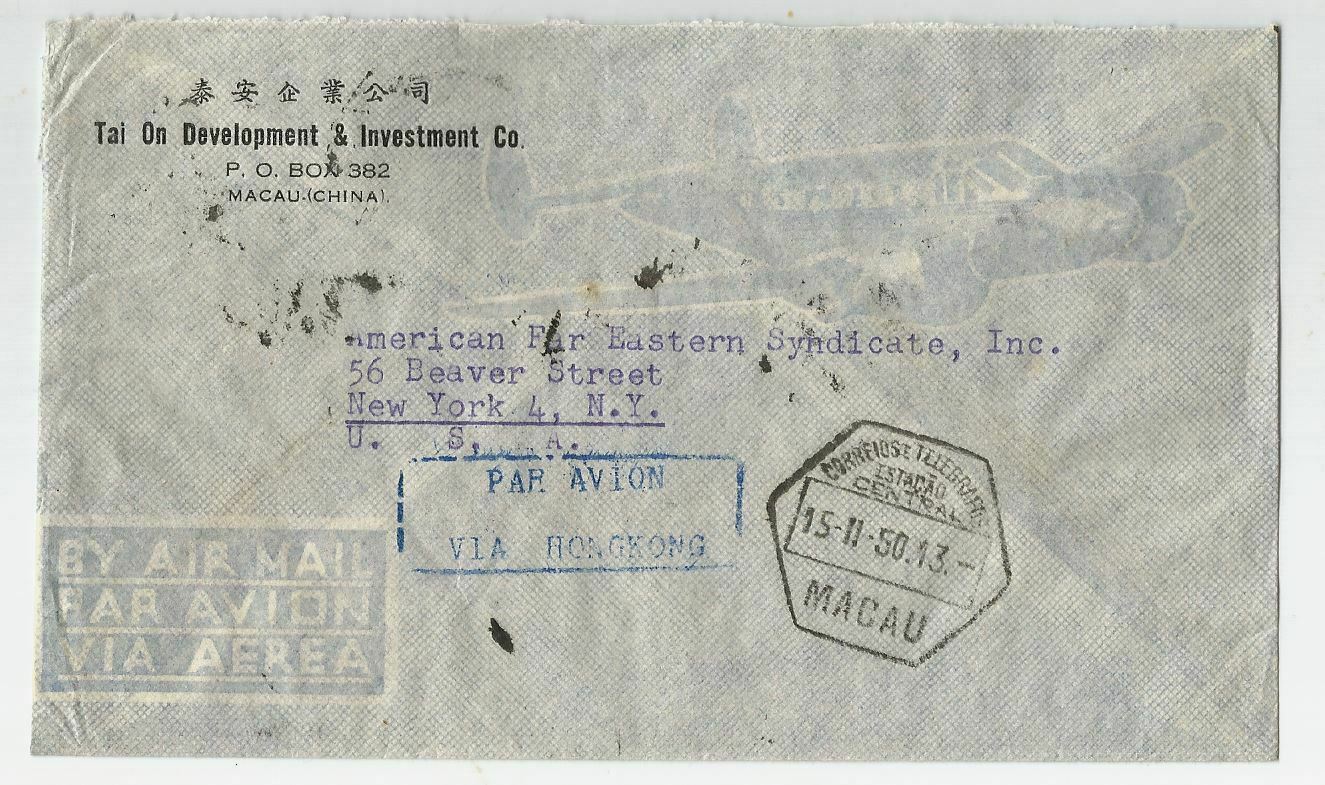 泰安企業公司
Tai On Development & Investment Co.
P. O. BOX 382
MACAU-(CHINA).
American Far Eastern Syndicate, Inc.
56 Beaver Street
New York 4, N.Y.
U. S. A.
PAR AVION
VIA HONGKONG
BY AIR MAIL
PAR AVION
VIA AEREA
CORREIOS E TELEGRAFOS
ESTAÇÃO
CENTRAL
15-11-50.13.-
MACAU